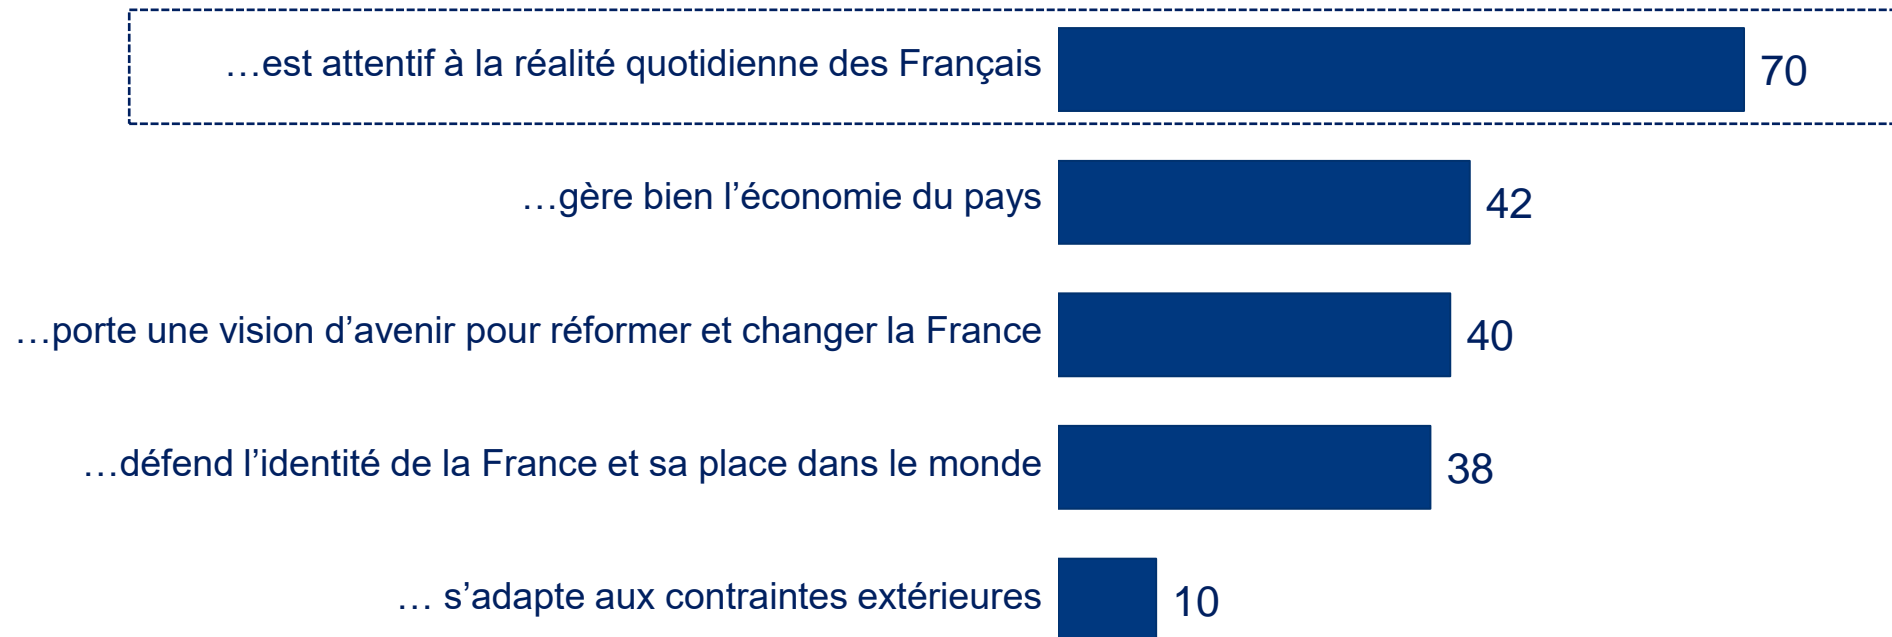 …est attentif à la réalité quotidienne des Français 70
…gère bien l’économie du pays 42
…porte une vision d’avenir pour réformer et changer la France 40
…défend l’identité de la France et sa place dans le monde 38
… s’adapte aux contraintes extérieures 10